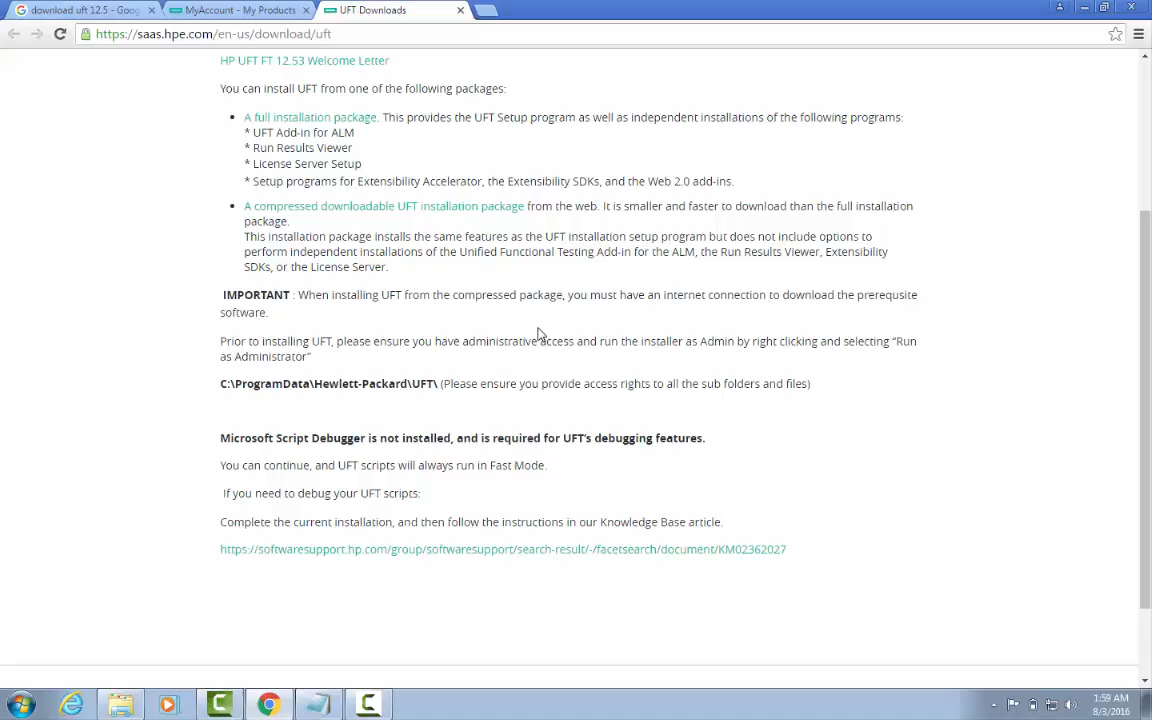 download uft 12.5 - Goog
MyAccount - My Products
UFT Downloads
https://saas.hpe.com/en-us/download/uft
HP UFT FT 12.53 Welcome Letter
You can install UFT from one of the following packages:
• A full installation package. This provides the UFT Setup program as well as independent installations of the following programs:
* UFT Add-in for ALM
* Run Results Viewer
* License Server Setup
* Setup programs for Extensibility Accelerator, the Extensibility SDKs, and the Web 2.0 add-ins.
• A compressed downloadable UFT installation package from the web. It is smaller and faster to download than the full installation
package.
This installation package installs the same features as the UFT installation setup program but does not include options to
perform independent installations of the Unified Functional Testing Add-in for the ALM, the Run Results Viewer, Extensibility
SDKs, or the License Server.
IMPORTANT : When installing UFT from the compressed package, you must have an internet connection to download the prerequsite
software.
Prior to installing UFT, please ensure you have administrative access and run the installer as Admin by right clicking and selecting “Run
as Administrator”
C:\ProgramData\Hewlett-Packard\UFT\ (Please ensure you provide access rights to all the sub folders and files)
Microsoft Script Debugger is not installed, and is required for UFT’s debugging features.
You can continue, and UFT scripts will always run in Fast Mode.
If you need to debug your UFT scripts:
Complete the current installation, and then follow the instructions in our Knowledge Base article.
https://softwaresupport.hp.com/group/softwaresupport/search-result/-/facetsearch/document/KM02362027
1:59 AM
8/3/2016